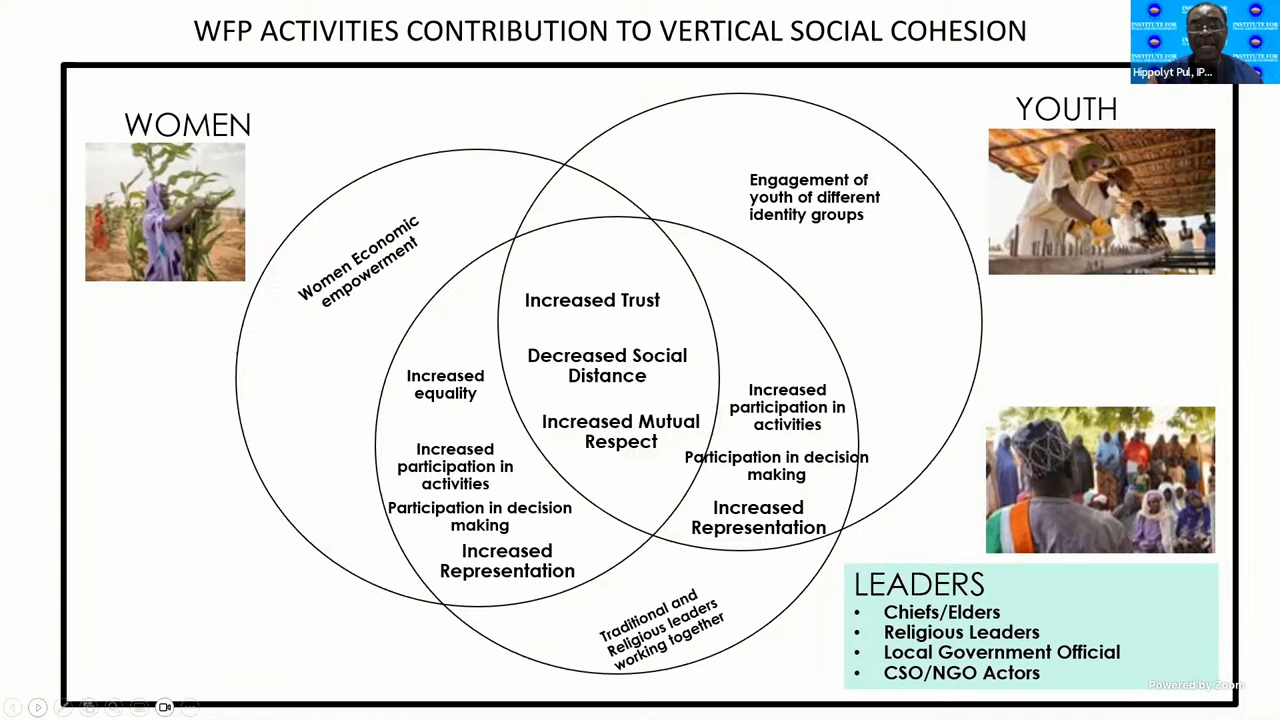 WFP ACTIVITIES CONTRIBUTION TO VERTICAL SOCIAL COHESION
INSTITUTE FOR
INSTITUTE FOR
Hippolyt Pul, IP...
WOMEN
YOUTH
Engagement of
youth of different
identity groups
Women Economic
empowerment
Increased Trust
Decreased Social
Distance
Increased Mutual
Respect
Increased
equality
Increased
participation in
activities
Participation in decision
making
Increased
Representation
Increased
participation in
activities
Participation in decision
making
Increased
Representation
Traditional and
Religious leaders
working together
LEADERS
• Chiefs/Elders
• Religious Leaders
• Local Government Official
• CSO/NGO Actors
Powered by Zoom